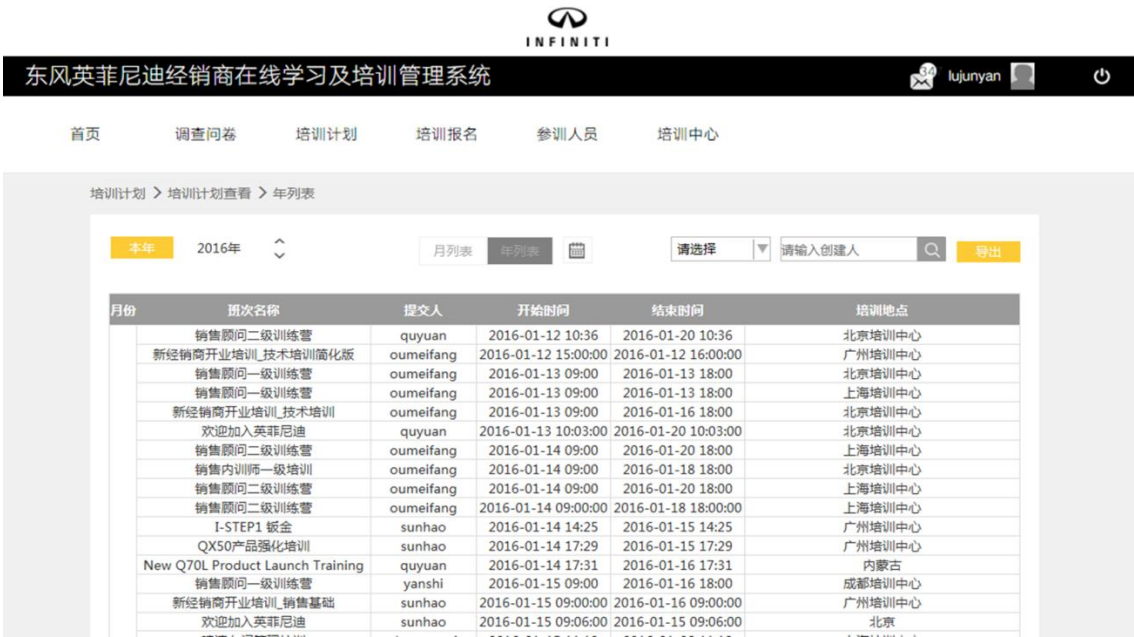 INFINITI
东风英菲尼迪经销商在线学习及培训管理系统 34 lujunyan
首页 调查问卷 培训计划 培训报名 参训人员 培训中心
培训计划 > 培训计划查看 > 年列表
本年 2016年 月列表 年列表 请选择 请输入创建人 导出
月份 班次名称 提交人 开始时间 结束时间 培训地点
销售顾问二级训练营 quyuan 2016-01-12 10:36 2016-01-20 10:36 北京培训中心
新经销商开业培训_技术培训简化版 oumeifang 2016-01-12 15:00:00 2016-01-12 16:00:00 广州培训中心
销售顾问一级训练营 oumeifang 2016-01-13 09:00 2016-01-13 18:00 北京培训中心
销售顾问一级训练营 oumeifang 2016-01-13 09:00 2016-01-13 18:00 上海培训中心
新经销商开业培训_技术培训 oumeifang 2016-01-13 09:00 2016-01-16 18:00 北京培训中心
欢迎加入英菲尼迪 quyuan 2016-01-13 10:03:00 2016-01-20 10:03:00 北京培训中心
销售顾问二级训练营 oumeifang 2016-01-14 09:00 2016-01-20 18:00 上海培训中心
销售内训师一级培训 oumeifang 2016-01-14 09:00 2016-01-18 18:00 北京培训中心
销售顾问二级训练营 oumeifang 2016-01-14 09:00 2016-01-20 18:00 上海培训中心
销售顾问二级训练营 oumeifang 2016-01-14 09:00:00 2016-01-18 18:00:00 上海培训中心
I-STEP1 钣金 sunhao 2016-01-14 14:25 2016-01-15 14:25 广州培训中心
QX50产品强化培训 sunhao 2016-01-14 17:29 2016-01-15 17:29 广州培训中心
New Q70L Product Launch Training quyuan 2016-01-14 17:31 2016-01-16 17:31 内蒙古
销售顾问一级训练营 yanshi 2016-01-15 09:00 2016-01-16 18:00 成都培训中心
新经销商开业培训_销售基础 sunhao 2016-01-15 09:00:00 2016-01-16 09:00:00 广州培训中心
欢迎加入英菲尼迪 sunhao 2016-01-15 09:06:00 2016-01-15 09:06:00 北京